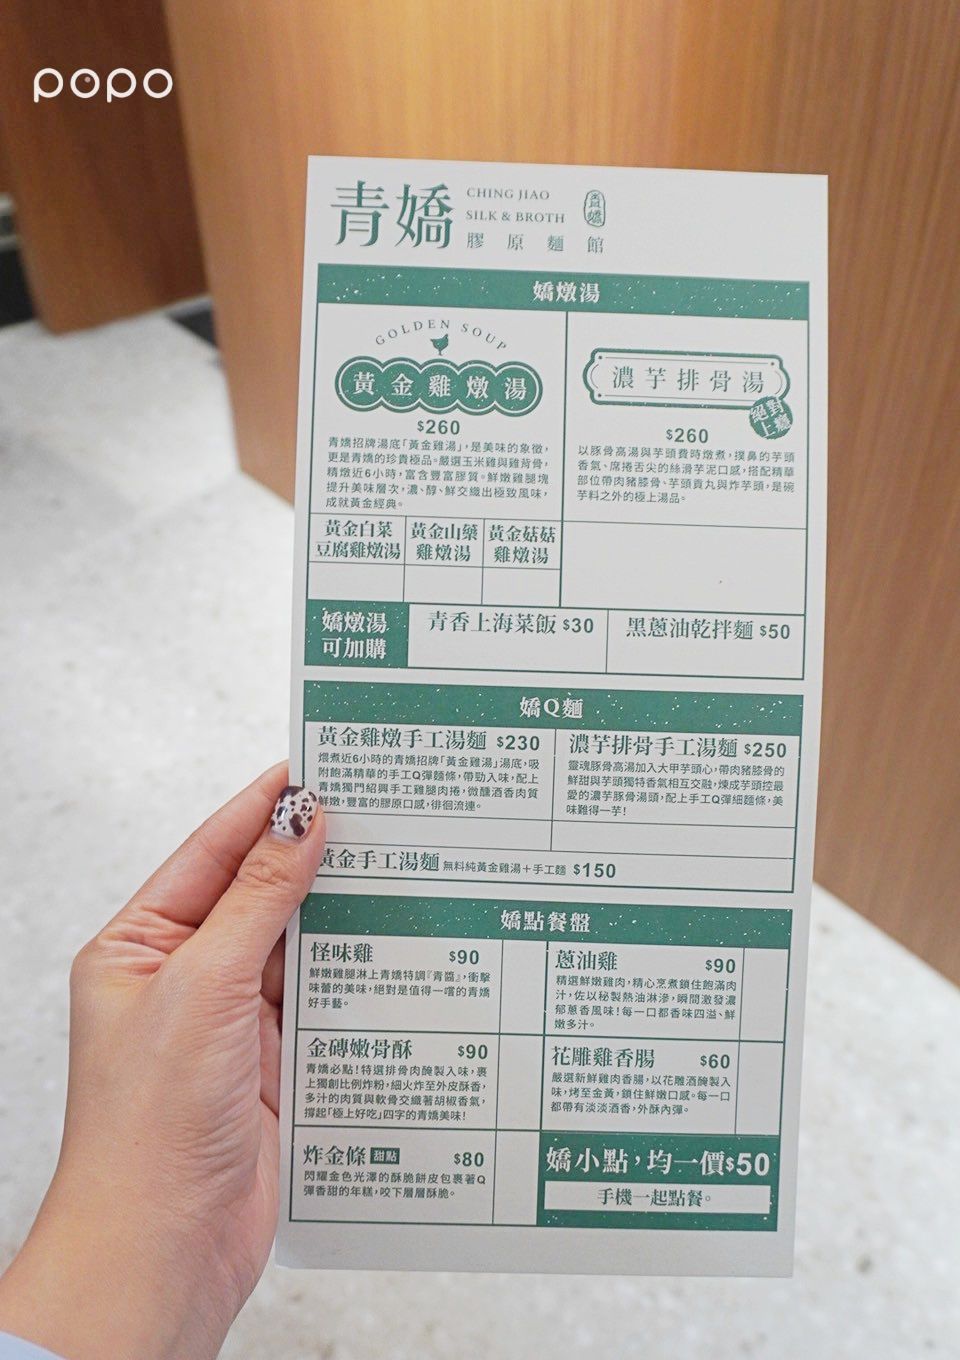 popo
青嬌
CHING JIAO
SILK & BROTH
膠原麵館
青嬌
嬌燉湯
GOLDEN SOUP
黃金雞燉湯
$260
青嬌招牌湯底「黃金雞湯」,是美味的象徵,
更是青嬌的珍貴極品。嚴選玉米雞與雞背骨,
精燉近6小時,富含豐富膠質。鮮嫩雞腿塊
提升美味層次,濃、醇、鮮交織出極致風味,
成就黃金經典。
濃芋排骨湯
絕對
上癮
$260
以豚骨高湯與芋頭費時燉煮,撲鼻的芋頭
香氣、席捲舌尖的絲滑芋泥口感,搭配精華
部位帶肉豬膝骨、芋頭貢丸與炸芋頭,是碗
芋料之外的極上湯品。
黃金白菜
豆腐雞燉湯
黃金山藥
雞燉湯
黃金菇菇
雞燉湯
嬌燉湯
可加購
青香上海菜飯 $30
黑蔥油乾拌麵 $50
嬌Q麵
黃金雞燉手工湯麵 $230
煨煮近6小時的青嬌招牌「黃金雞湯」湯底,吸
附飽滿精華的手工Q彈麵條,帶勁入味,配上
青嬌獨門紹興手工雞腿肉捲,微醺酒香肉質
鮮嫩,豐富的膠原口感,徘徊流連。
濃芋排骨手工湯麵 $250
靈魂豚骨高湯加入大甲芋頭心,帶肉豬膝骨的
鮮甜與芋頭獨特香氣相互交融,煉成芋頭控最
愛的濃芋豚骨湯頭,配上手工Q彈細麵條,美
味難得一芋!
黃金手工湯麵 無料純黃金雞湯+手工麵 $150
嬌點餐盤
怪味雞 $90
鮮嫩雞腿淋上青嬌特調『青醬』,衝擊
味蕾的美味,絕對是值得一嚐的青嬌
好手藝。
蔥油雞 $90
精選鮮嫩雞肉,精心烹煮鎖住飽滿肉
汁,佐以秘製熱油淋滲,瞬間激發濃
郁蔥香風味!每一口都香味四溢、鮮
嫩多汁。
金磚嫩骨酥 $90
青嬌必點!特選排骨肉醃製入味,裹
上獨創比例炸粉,細火炸至外皮酥香,
多汁的肉質與軟骨交織著胡椒香氣,
撐起「極上好吃」四字的青嬌美味!
花雕雞香腸 $60
嚴選新鮮雞肉香腸,以花雕酒醃製入
味,烤至金黃,鎖住鮮嫩口感。每一口
都帶有淡淡酒香,外酥內彈。
炸金條 甜點 $80
閃耀金色光澤的酥脆餅皮包裹著Q
彈香甜的年糕,咬下層層酥脆。
嬌小點,均一價$50
手機一起點餐。